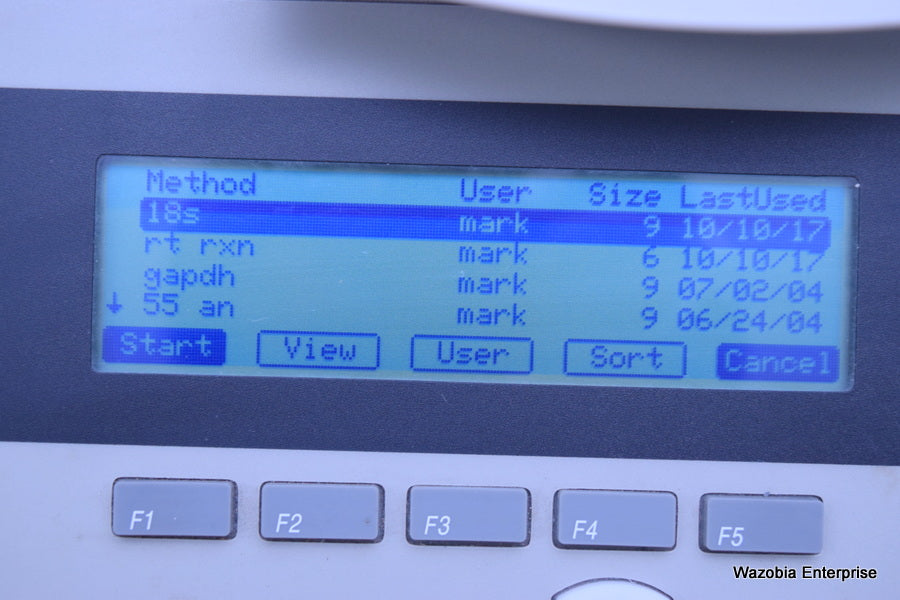 Method User Size LastUsed
18s mark 9 10/10/17
rt rxn mark 6 10/10/17
gapdh mark 9 07/02/04
↓ 55 an mark 9 06/24/04
Start View User Sort Cancel
F1 F2 F3 F4 F5
Wazobia Enterprise